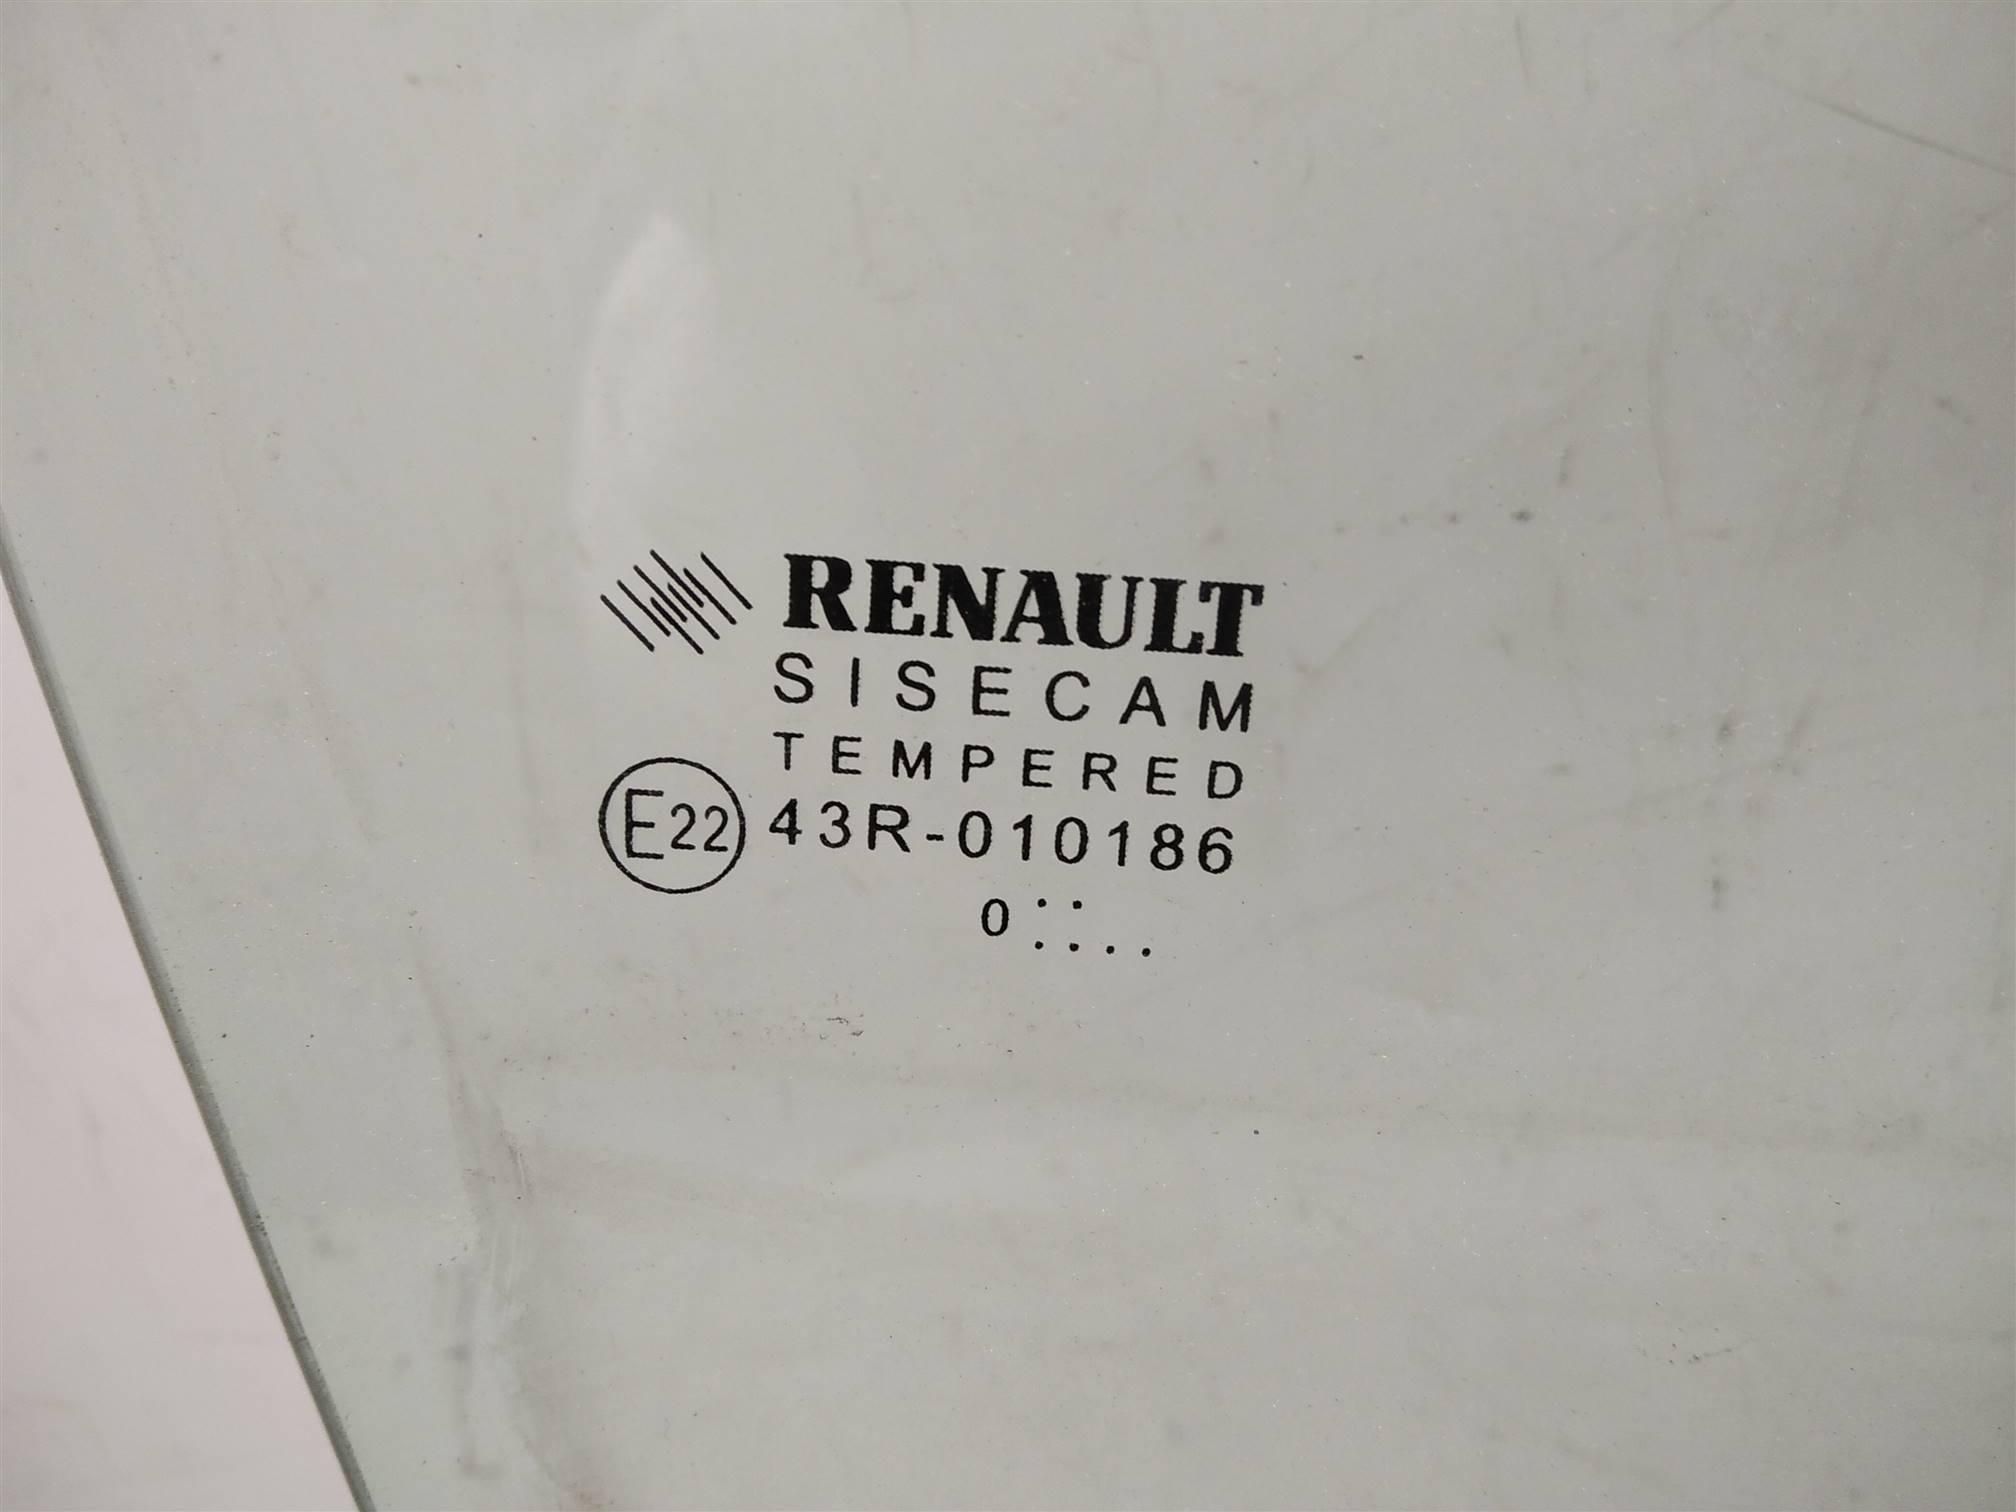 RENAULT
SISECAM
TEMPERED
E22 43R-010186
0 : : . .